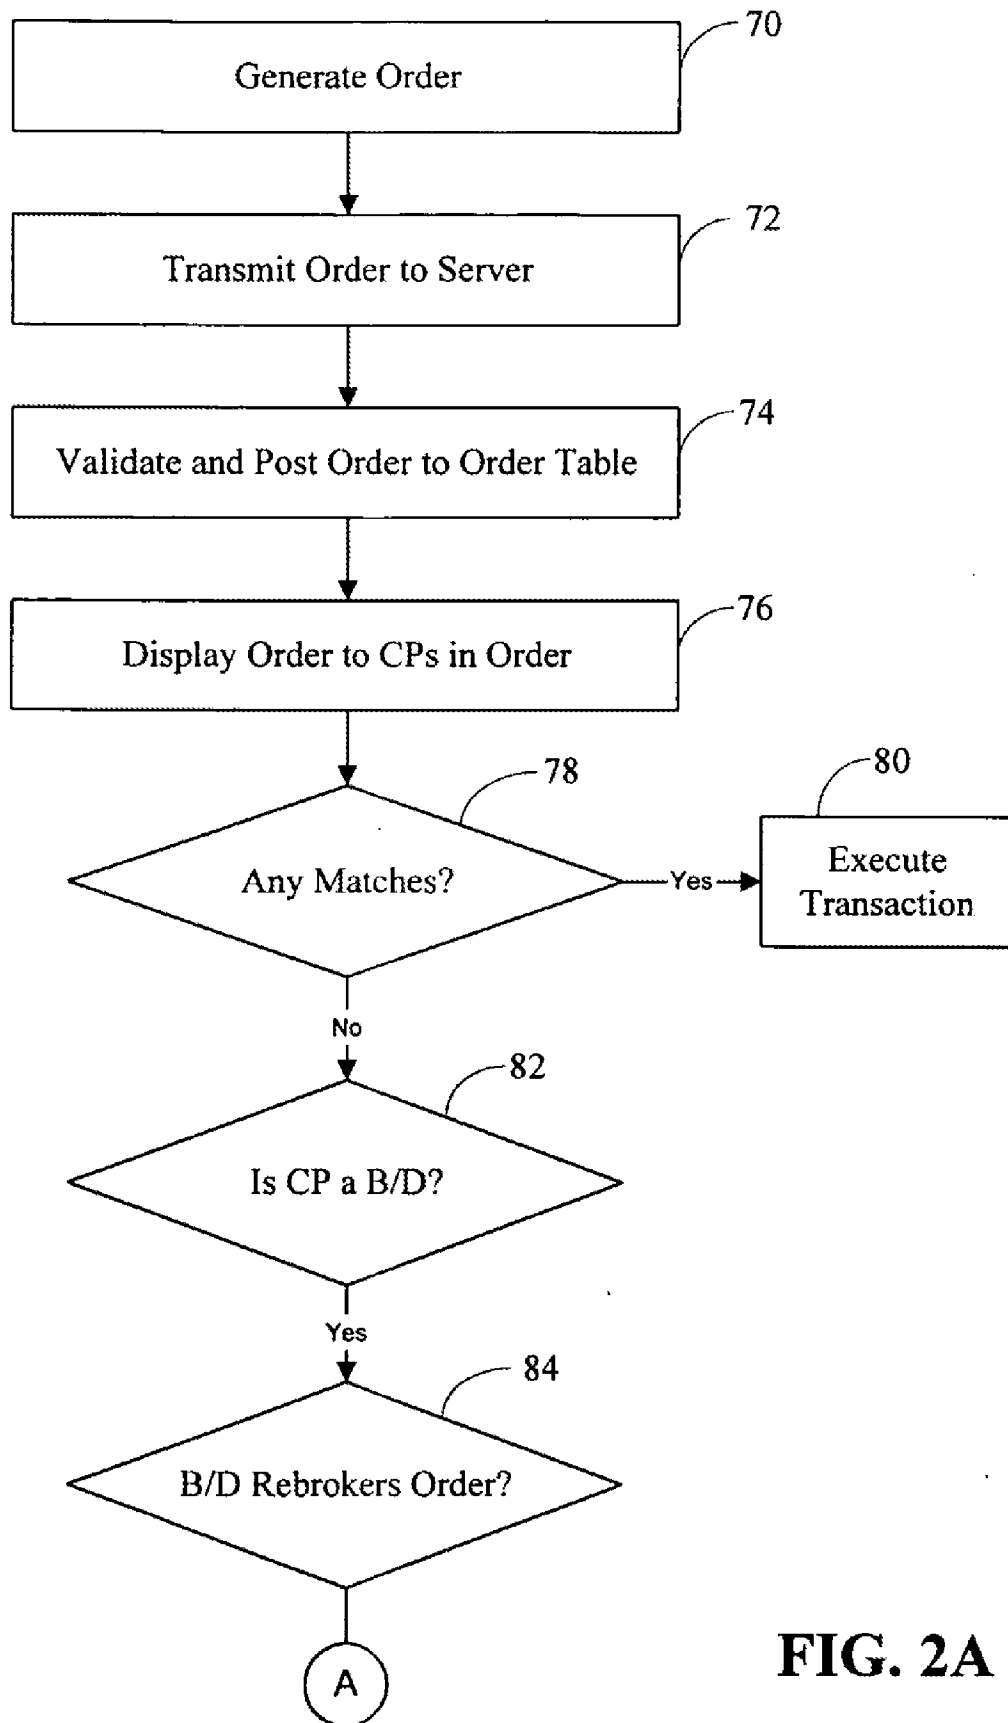 70
Generate Order
72
Transmit Order to Server
74
Validate and Post Order to Order Table
76
Display Order to CPs in Order
78
80
Any Matches?
Yes
Execute
Transaction
No
82
Is CP a B/D?
Yes
84
B/D Rebrokers Order?
A
FIG. 2A